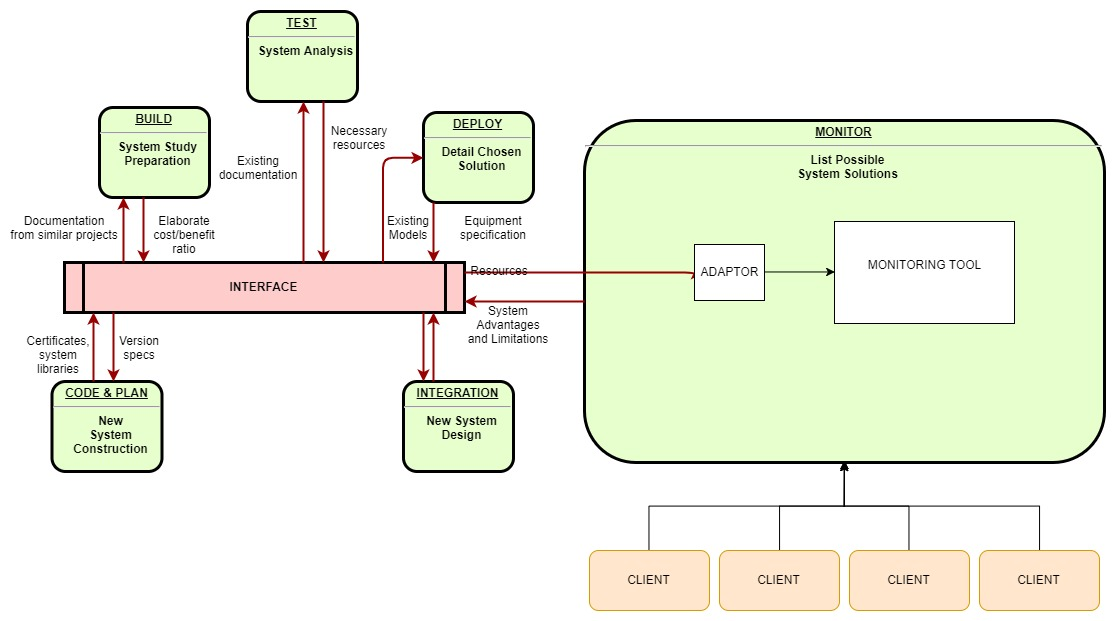 TEST
System Analysis
BUILD
System Study
Preparation
DEPLOY
Detail Chosen
Solution
MONITOR
List Possible
System Solutions
Necessary
resources
Existing
documentation
Documentation
from similar projects
Elaborate
cost/benefit
ratio
Existing
Models
Equipment
specification
INTERFACE
Resources
System
Advantages
and Limitations
ADAPTOR
MONITORING TOOL
Certificates,
system
libraries
Version
specs
CODE & PLAN
New
System
Construction
INTEGRATION
New System
Design
CLIENT
CLIENT
CLIENT
CLIENT